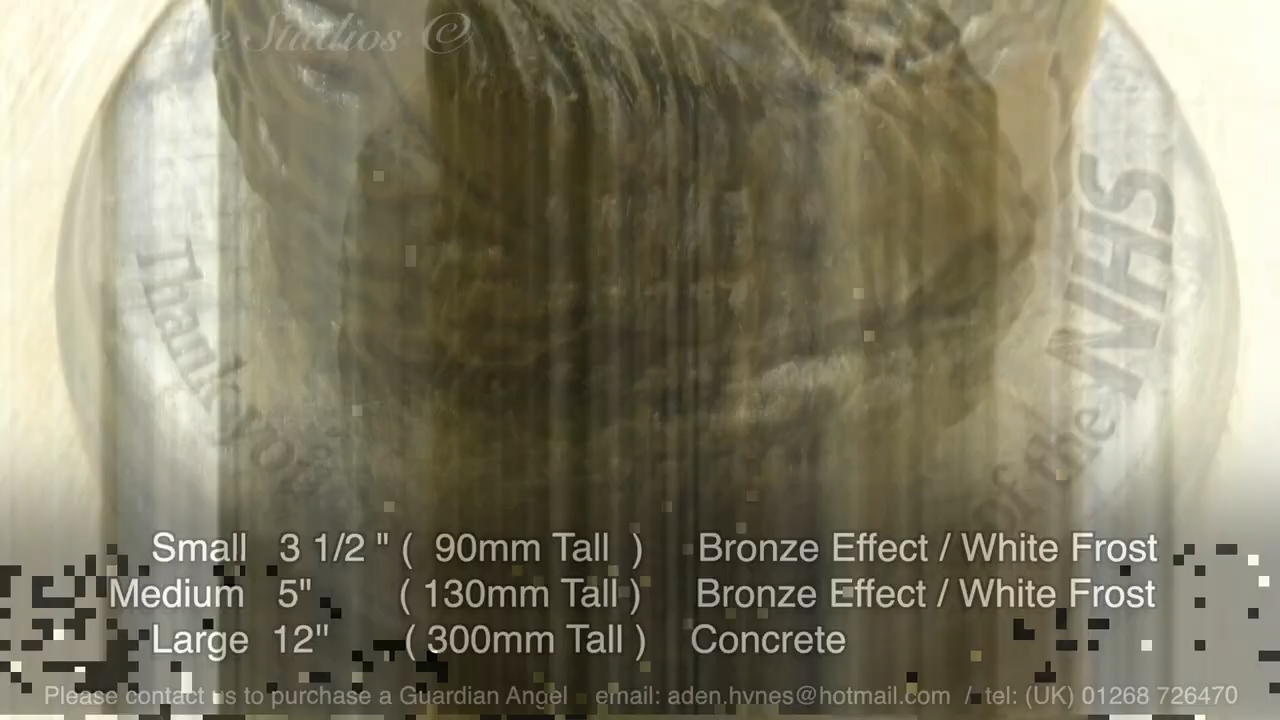 Studios ©
Thank you
of the NHS
Small 3 1/2 " ( 90mm Tall ) Bronze Effect / White Frost
Medium 5" ( 130mm Tall ) Bronze Effect / White Frost
Large 12" ( 300mm Tall ) Concrete
Please contact us to purchase a Guardian Angel email: aden.hynes@hotmail.com / tel: (UK) 01268 726470